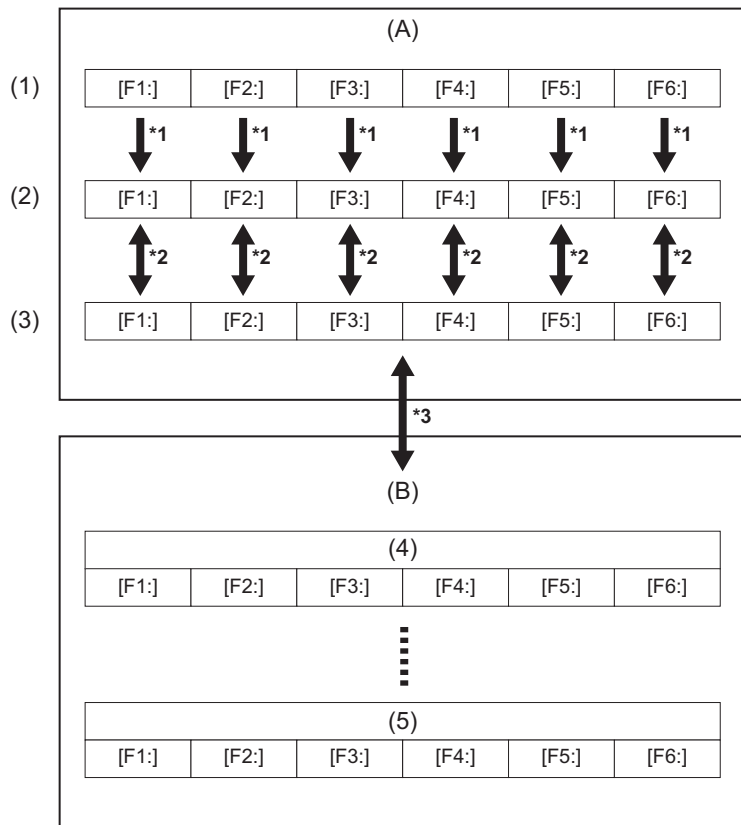 (A)
(1) [F1:] [F2:] [F3:] [F4:] [F5:] [F6:]
*1 *1 *1 *1 *1 *1
(2) [F1:] [F2:] [F3:] [F4:] [F5:] [F6:]
*2 *2 *2 *2 *2 *2
(3) [F1:] [F2:] [F3:] [F4:] [F5:] [F6:]
*3
(B)
(4)
[F1:] [F2:] [F3:] [F4:] [F5:] [F6:]
(5)
[F1:] [F2:] [F3:] [F4:] [F5:] [F6:]